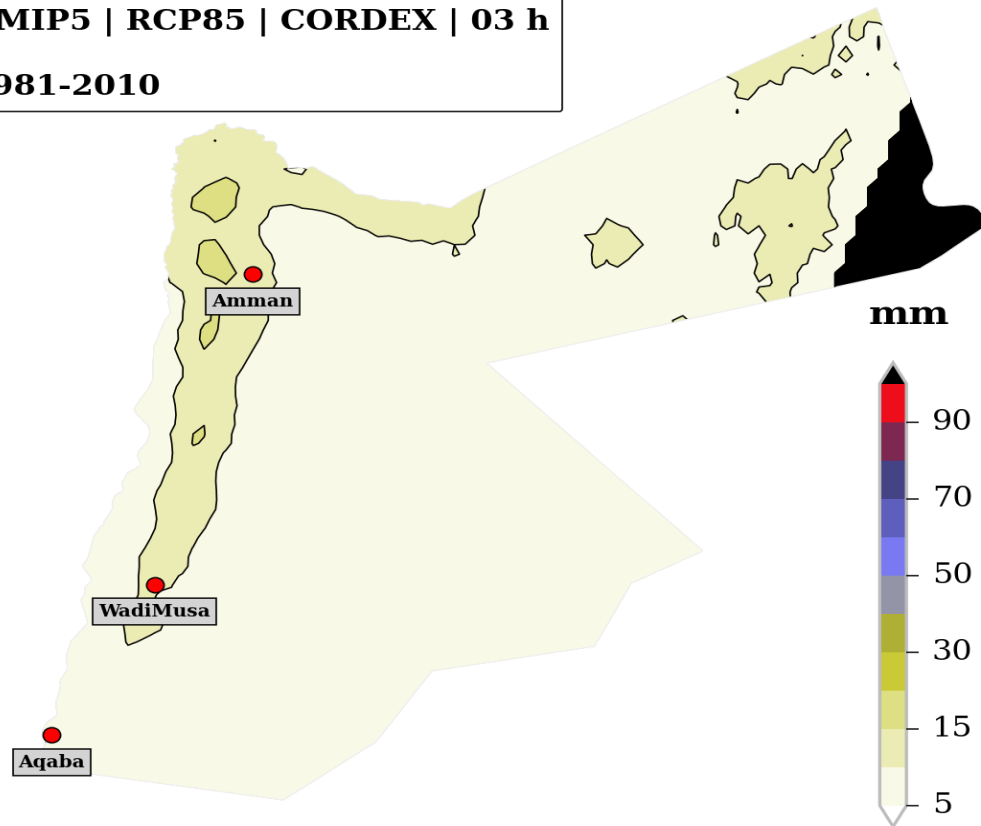 MIP5 | RCP85 | CORDEX | 03 h
981-2010
Amman
mm
90
70
50
WadiMusa
30
15
Aqaba
5